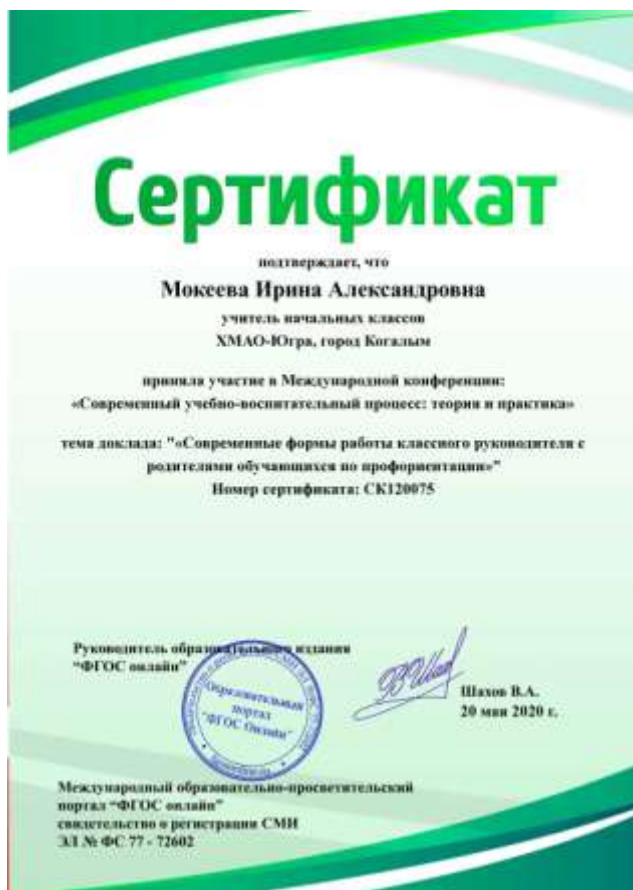 Сертификат
подтверждает, что
Мокеева Ирина Александровна
учитель начальных классов
ХМАО-Югра, город Когалым
приняла участие в Международной конференции:
«Современный учебно-воспитательный процесс: теория и практика»
тема доклада: "«Современные формы работы классного руководителя с
родителями обучающихся по профориентации»"
Номер сертификата: СК120075
Руководитель образовательного издания
“ФГОС онлайн”
Образовательный
портал
"ФГОС Онлайн"
Шахов В.А.
20 мая 2020 г.
Международный образовательно-просветительский
портал “ФГОС онлайн”
свидетельство о регистрации СМИ
ЭЛ № ФС 77 - 72602